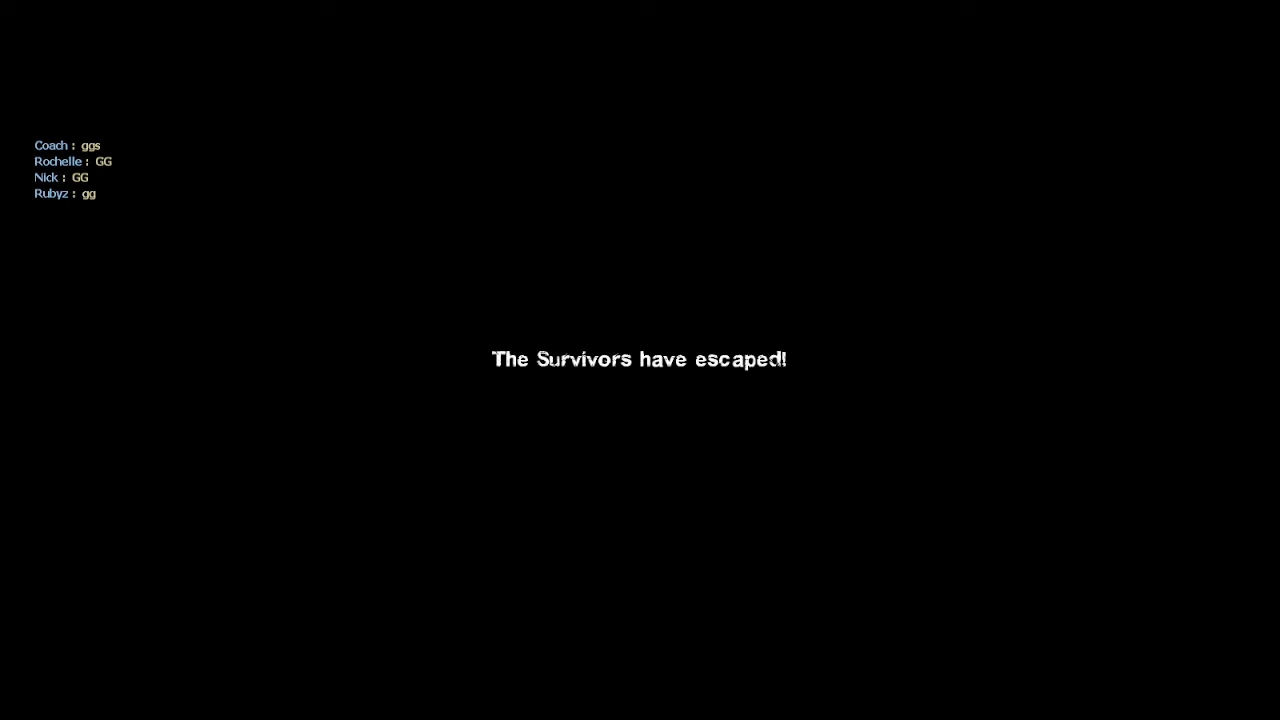 Coach : ggs
Rochelle : GG
Nick : GG
Rubyz : gg
The Survivors have escaped!